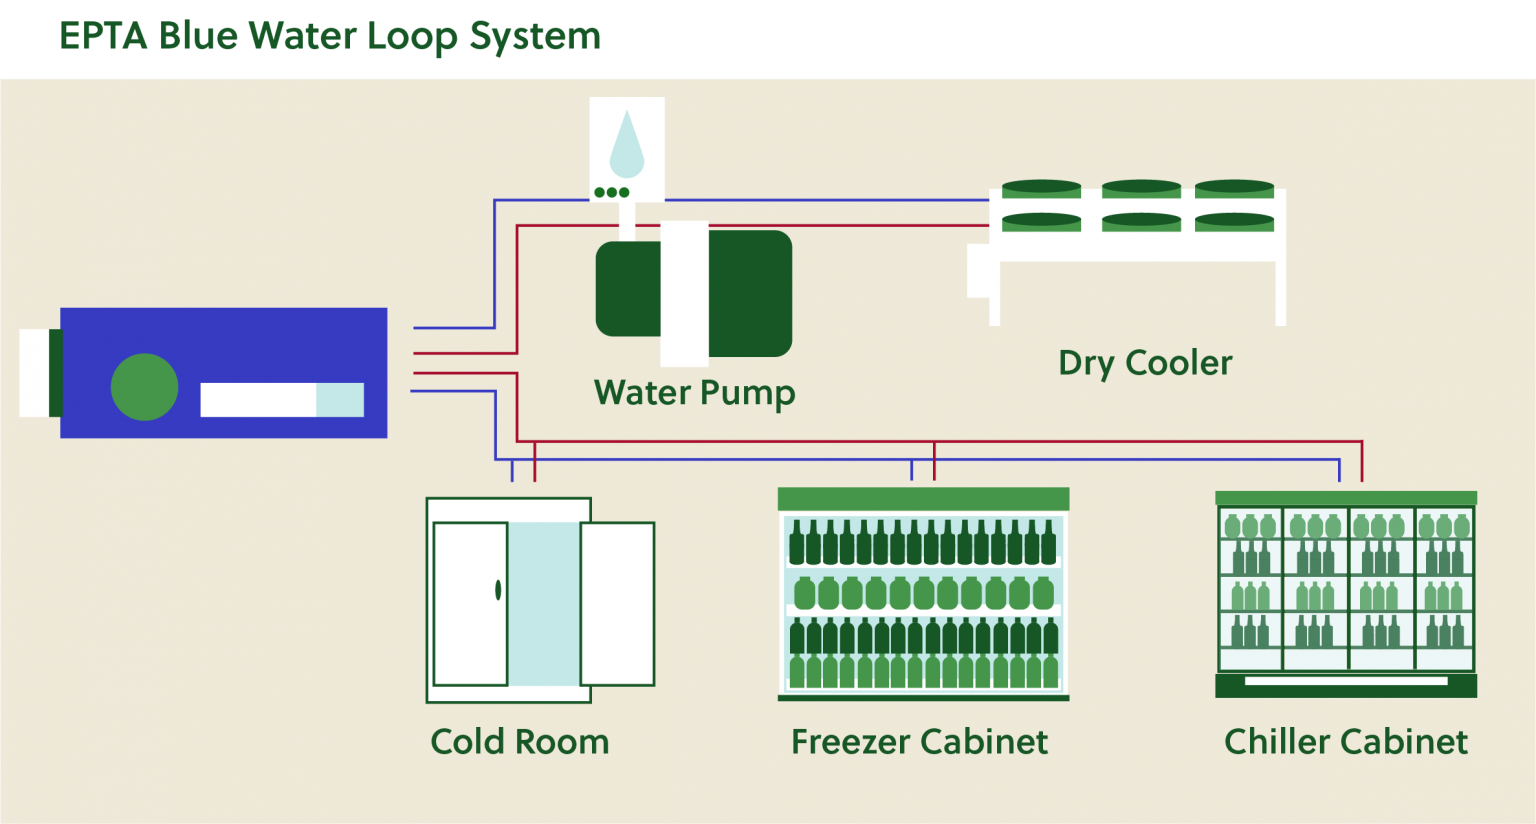 EPTA Blue Water Loop System
Water Pump
Dry Cooler
Cold Room
Freezer Cabinet
Chiller Cabinet